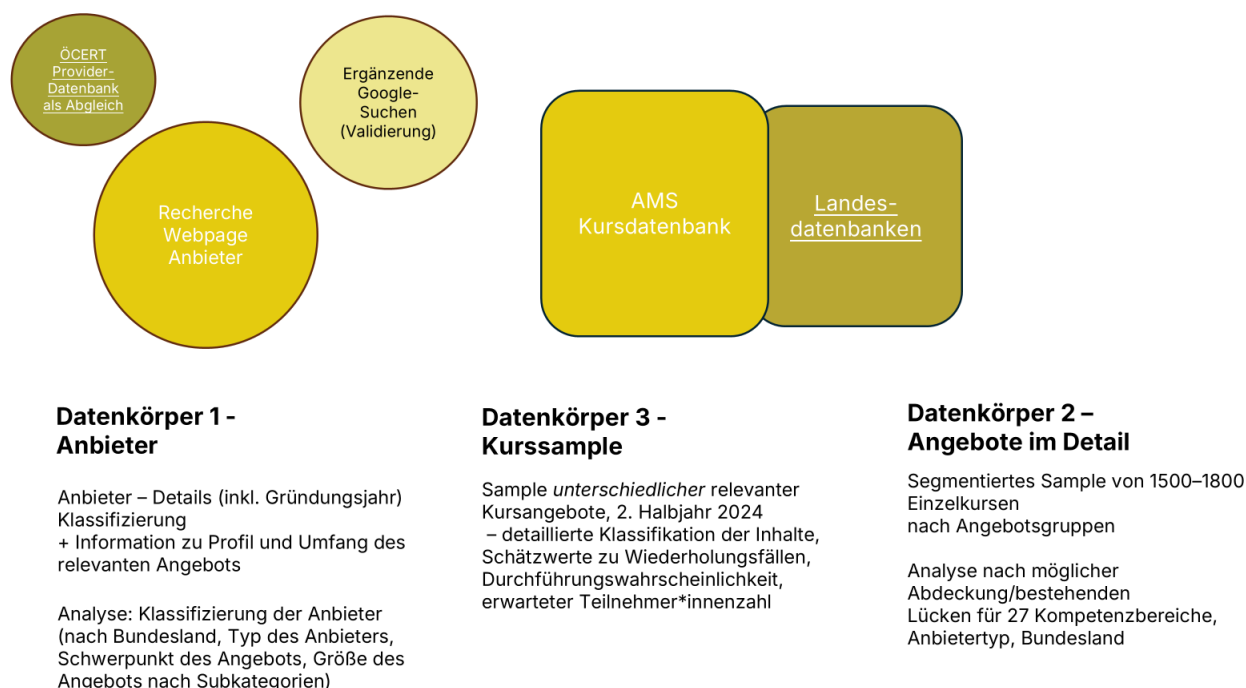 ÖCERT
Provider-
Datenbank
als Abgleich
Ergänzende
Google-
Suchen
(Validierung)
Recherche
Webpage
Anbieter
AMS
Kursdatenbank
Landes-
datenbanken
Datenkörper 1 -
Anbieter
Anbieter – Details (inkl. Gründungsjahr)
Klassifizierung
+ Information zu Profil und Umfang des
relevanten Angebots
Analyse: Klassifizierung der Anbieter
(nach Bundesland, Typ des Anbieters,
Schwerpunkt des Angebots, Größe des
Angebots nach Subkategorien)
Datenkörper 3 -
Kurssample
Sample unterschiedlicher relevanter
Kursangebote, 2. Halbjahr 2024
– detaillierte Klassifikation der Inhalte,
Schätzwerte zu Wiederholungsfällen,
Durchführungswahrscheinlichkeit,
erwarteter Teilnehmer*innenzahl
Datenkörper 2 –
Angebote im Detail
Segmentiertes Sample von 1500–1800
Einzelkursen
nach Angebotsgruppen
Analyse nach möglicher
Abdeckung/bestehenden
Lücken für 27 Kompetenzbereiche,
Anbietertyp, Bundesland